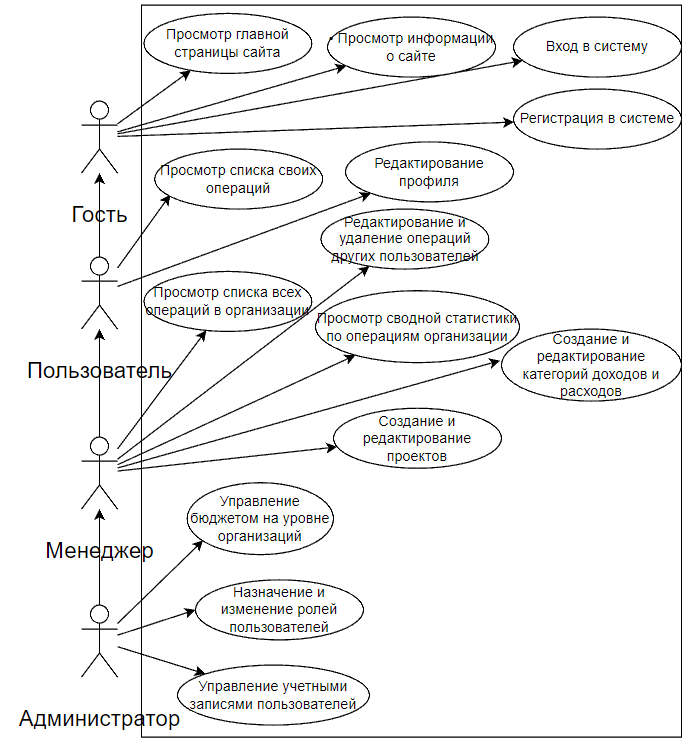 Просмотр главной
страницы сайта
· Просмотр информации
о сайте
Вход в систему
Регистрация в системе
Просмотр списка своих
операций
Редактирование
профиля
Гость
Редактирование и
удаление операций
других пользователей
Просмотр списка всех
операций в организации
Просмотр сводной статистики
по операциям организации
Создание и
редактирование
категорий доходов и
расходов
Пользователь
Создание и
редактирование
проектов
Управление
бюджетом на уровне
организаций
Менеджер
Назначение и
изменение ролей
пользователей
Управление учетными
записями пользователей
Администратор